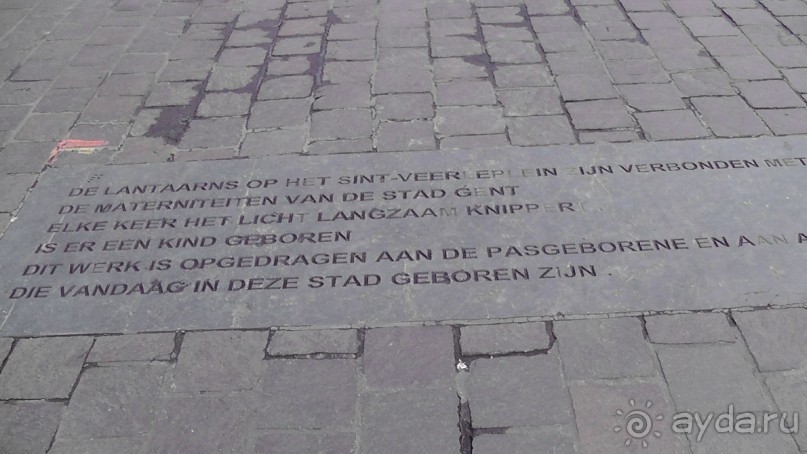 DE LANTAARNS OP HET SINT-VEERLEPLEIN ZIJN VERBONDEN MET
DE MATERNITEITEN VAN DE STAD GENT
ELKE KEER HET LICHT LANGZAAM KNIPPERT
IS ER EEN KIND GEBOREN
DIT WERK IS OPGEDRAGEN AAN DE PASGEBORENE EN AAN A
DIE VANDAAG IN DEZE STAD GEBOREN ZIJN .
ayda.ru